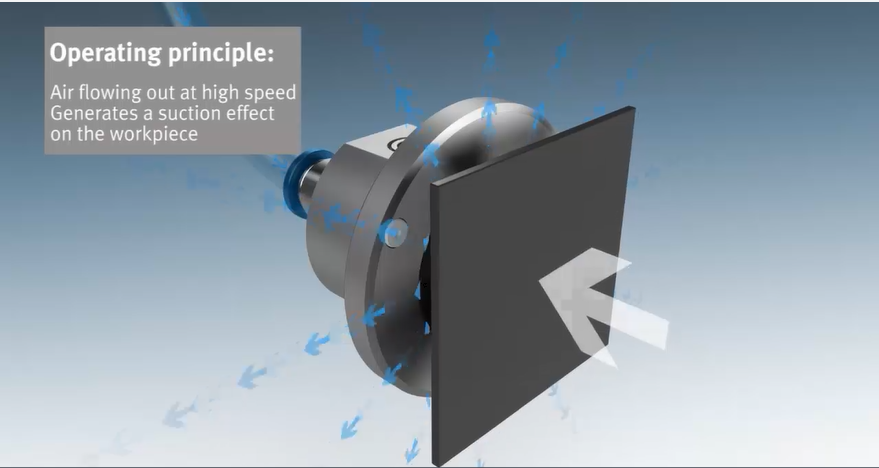 Operating principle:
Air flowing out at high speed
Generates a suction effect
on the workpiece